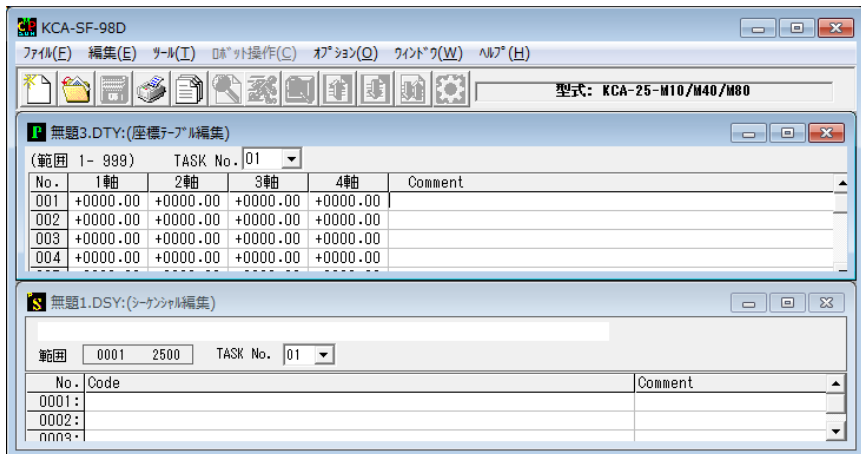 KCA-SF-98D
ファイル(F) 編集(E) ツール(T) ロボット操作(C) オプション(O) ウィンドウ(W) ヘルプ(H)
型式: KCA-25-M10/M40/M80
無題3.DTY:(座標テーブル編集)
(範囲 1- 999) TASK No. 01
No. 1軸 2軸 3軸 4軸 Comment
001 +0000.00 +0000.00 +0000.00 +0000.00
002 +0000.00 +0000.00 +0000.00 +0000.00
003 +0000.00 +0000.00 +0000.00 +0000.00
004 +0000.00 +0000.00 +0000.00 +0000.00
無題1.DSY:(シーケンシャル編集)
範囲 0001 2500 TASK No. 01
No. Code Comment
0001:
0002:
0003: